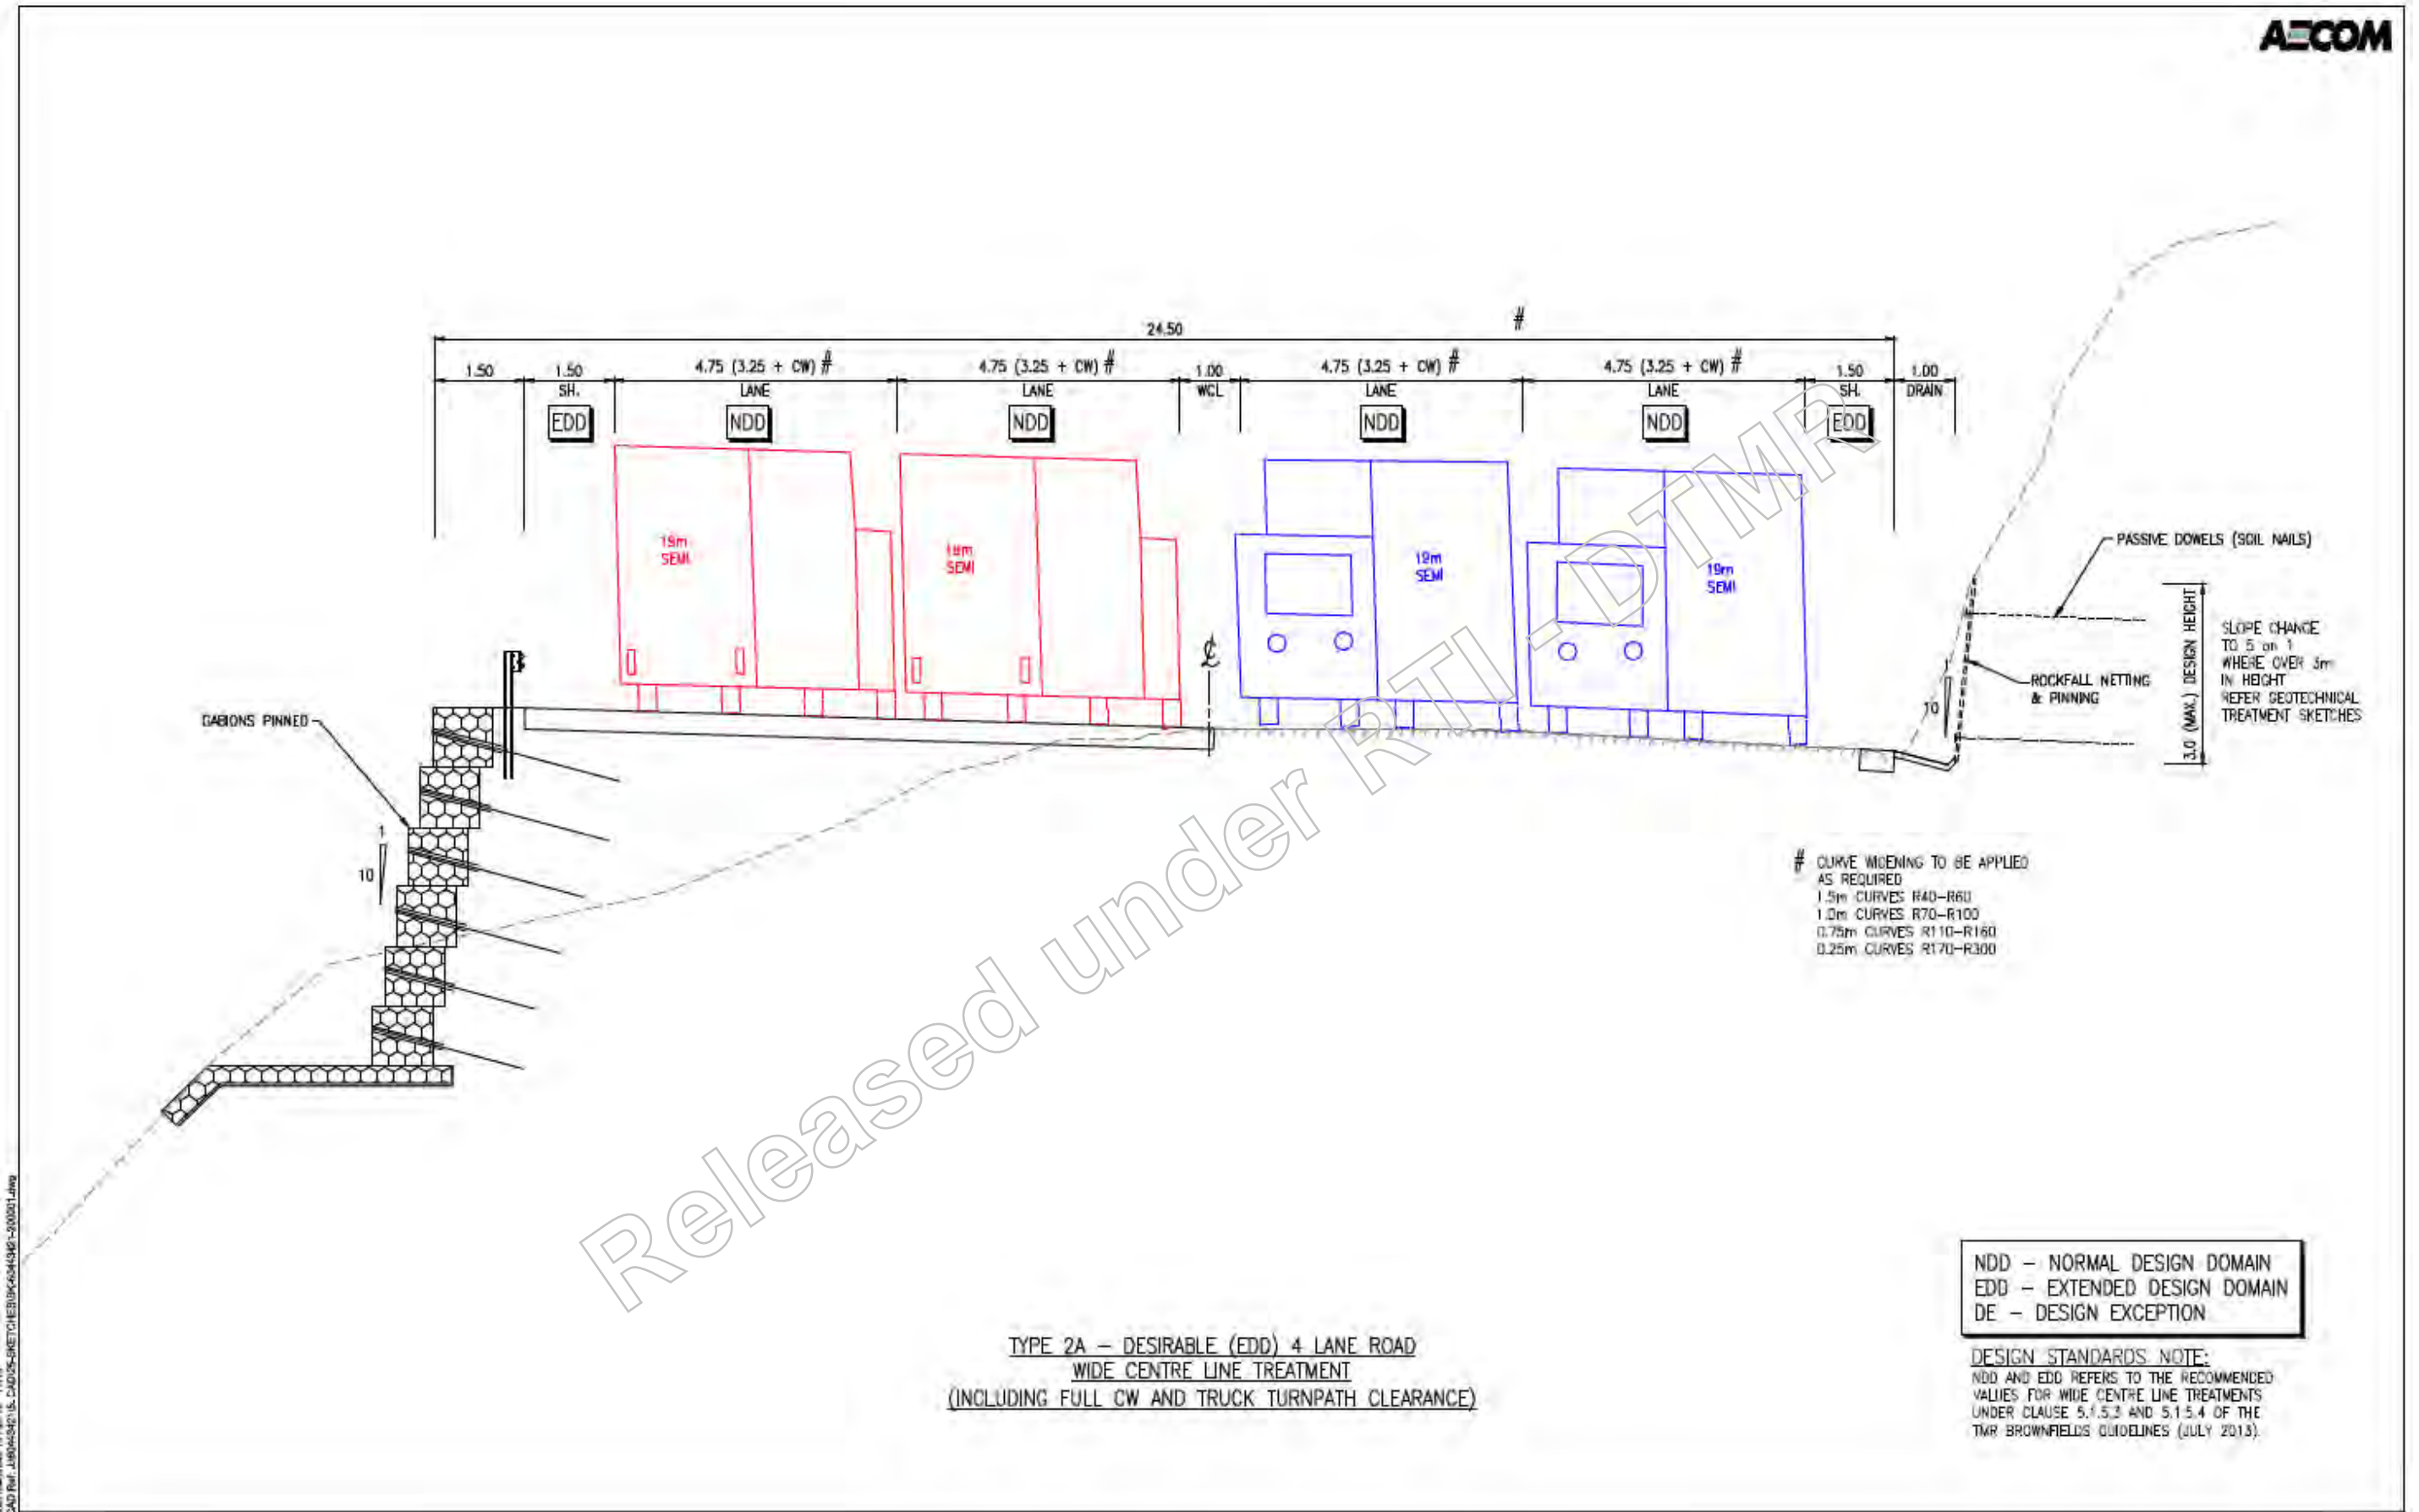 AECOM
24.50 #
1.50
1.50
SH.
EDD
4.75 (3.25 + CW) #
LANE
NDD
4.75 (3.25 + CW) #
LANE
NDD
1.00
WCL
4.75 (3.25 + CW) #
LANE
NDD
4.75 (3.25 + CW) #
LANE
NDD
1.50
SH.
EDD
1.00
DRAIN
19m
SEMI
19m
SEMI
19m
SEMI
19m
SEMI
℄
GABIONS PINNED
1
10
PASSIVE DOWELS (SOIL NAILS)
ROCKFALL NETTING
& PINNING
1
10
3.0 (MAX.) DESIGN HEIGHT
SLOPE CHANGE
TO 5 on 1
WHERE OVER 3m
IN HEIGHT
REFER GEOTECHNICAL
TREATMENT SKETCHES
# CURVE WIDENING TO BE APPLIED
AS REQUIRED
1.5m CURVES R40-R60
1.0m CURVES R70-R100
0.75m CURVES R110-R160
0.25m CURVES R170-R300
Released under RTI - DTMR
NDD – NORMAL DESIGN DOMAIN
EDD – EXTENDED DESIGN DOMAIN
DE – DESIGN EXCEPTION
DESIGN STANDARDS NOTE:
NDD AND EDD REFERS TO THE RECOMMENDED
VALUES FOR WIDE CENTRE LINE TREATMENTS
UNDER CLAUSE 5.1.5.3 AND 5.1.5.4 OF THE
TMR BROWNFIELDS GUIDELINES (JULY 2013).
TYPE 2A – DESIRABLE (EDD) 4 LANE ROAD
WIDE CENTRE LINE TREATMENT
(INCLUDING FULL CW AND TRUCK TURNPATH CLEARANCE)